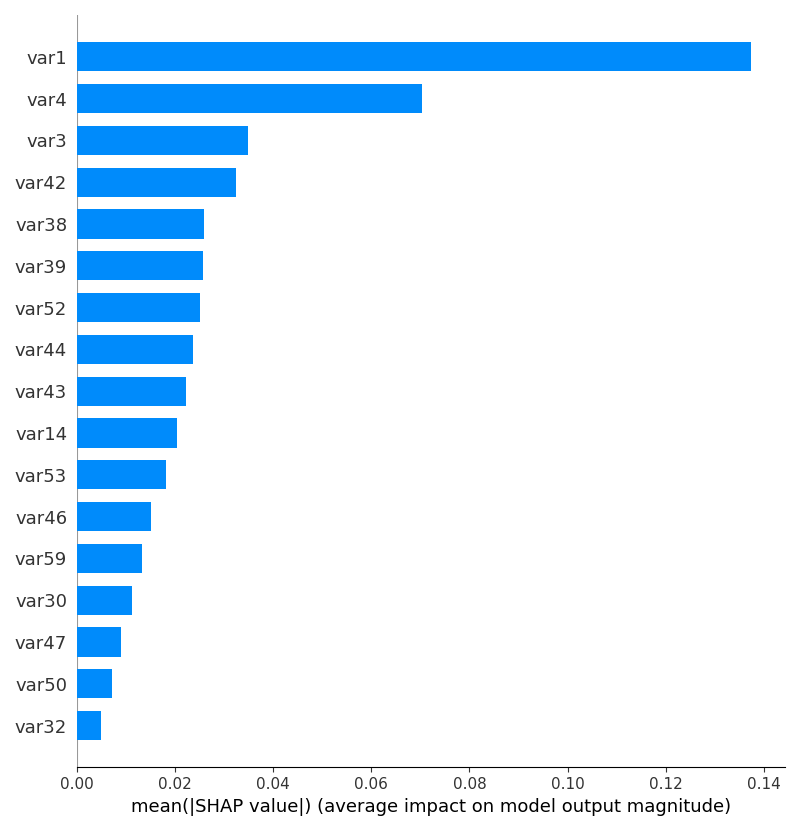 var1
var4
var3
var42
var38
var39
var52
var44
var43
var14
var53
var46
var59
var30
var47
var50
var32
0.00 0.02 0.04 0.06 0.08 0.10 0.12 0.14
mean(|SHAP value|) (average impact on model output magnitude)